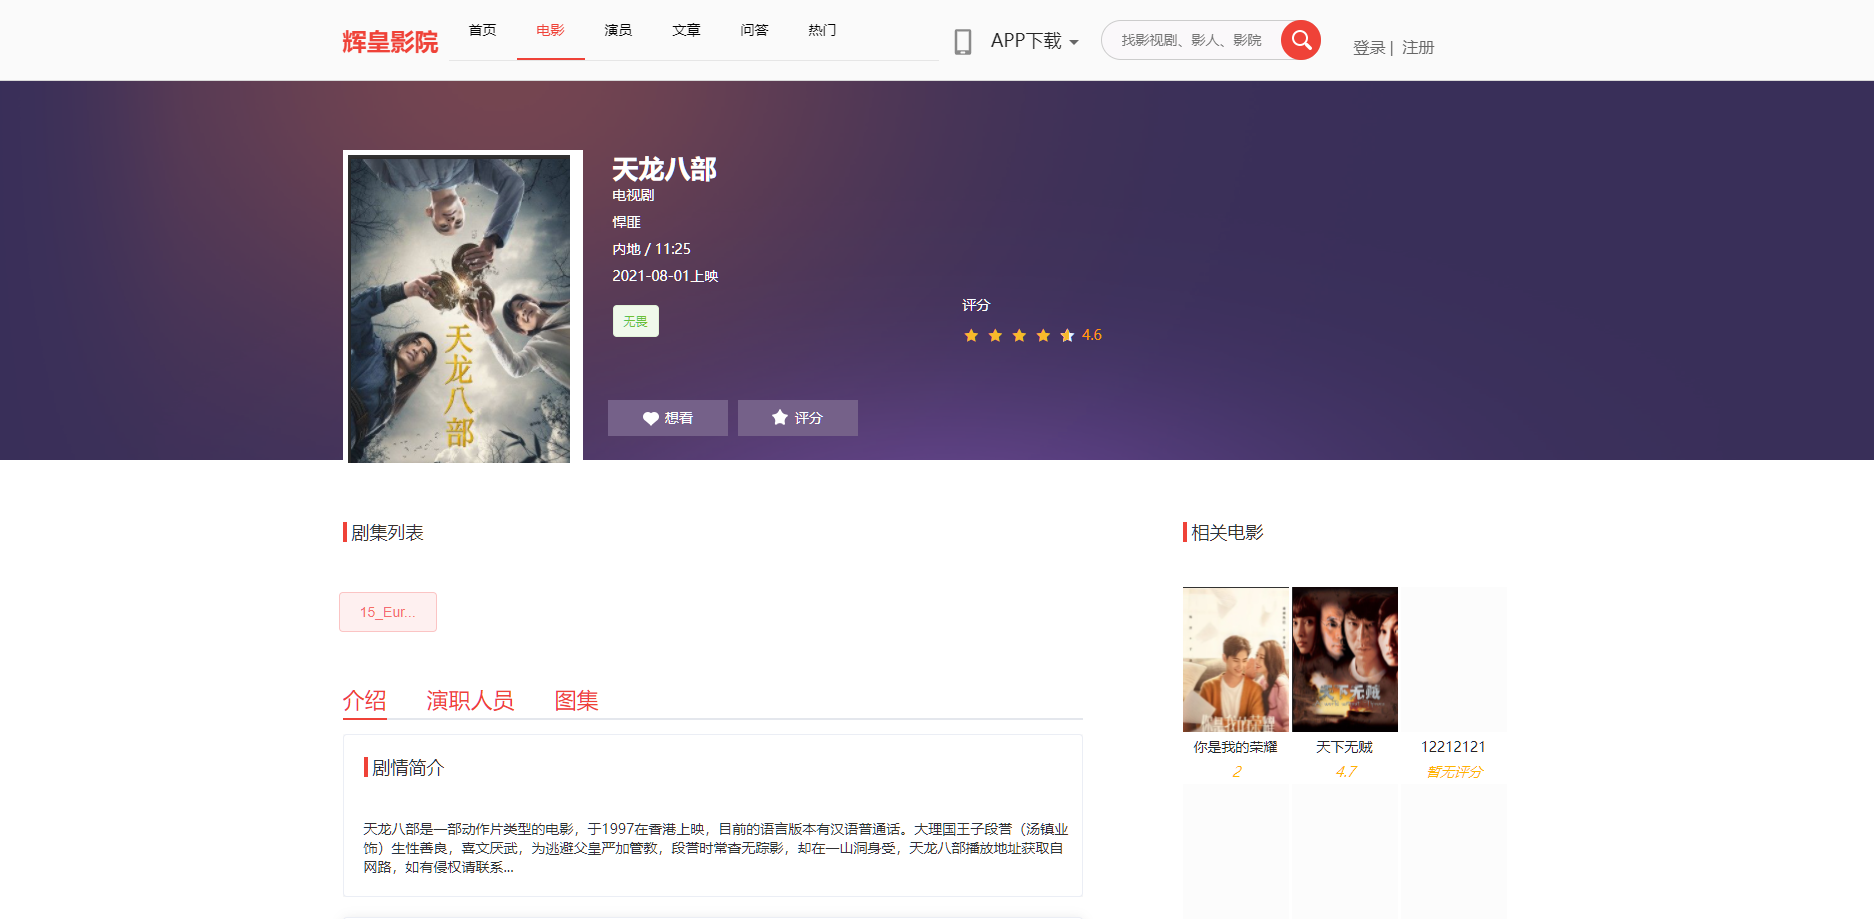 辉皇影院
首页 电影 演员 文章 问答 热门
APP下载
找影视剧、影人、影院
登录 | 注册
天龙八部
天龙八部
电视剧
悍匪
内地 / 11:25
2021-08-01上映
无畏
评分
4.6
想看
评分
剧集列表
15_Eur...
介绍 演职人员 图集
剧情简介
天龙八部是一部动作片类型的电影，于1997在香港上映，目前的语言版本有汉语普通话。大理国王子段誉（汤镇业
饰）生性善良，喜文厌武，为逃避父皇严加管教，段誉时常杳无踪影，却在一山洞身受，天龙八部播放地址获取自
网路，如有侵权请联系...
相关电影
你是我的荣耀
天下无贼
你是我的荣耀 天下无贼 12212121
2 4.7 暂无评分